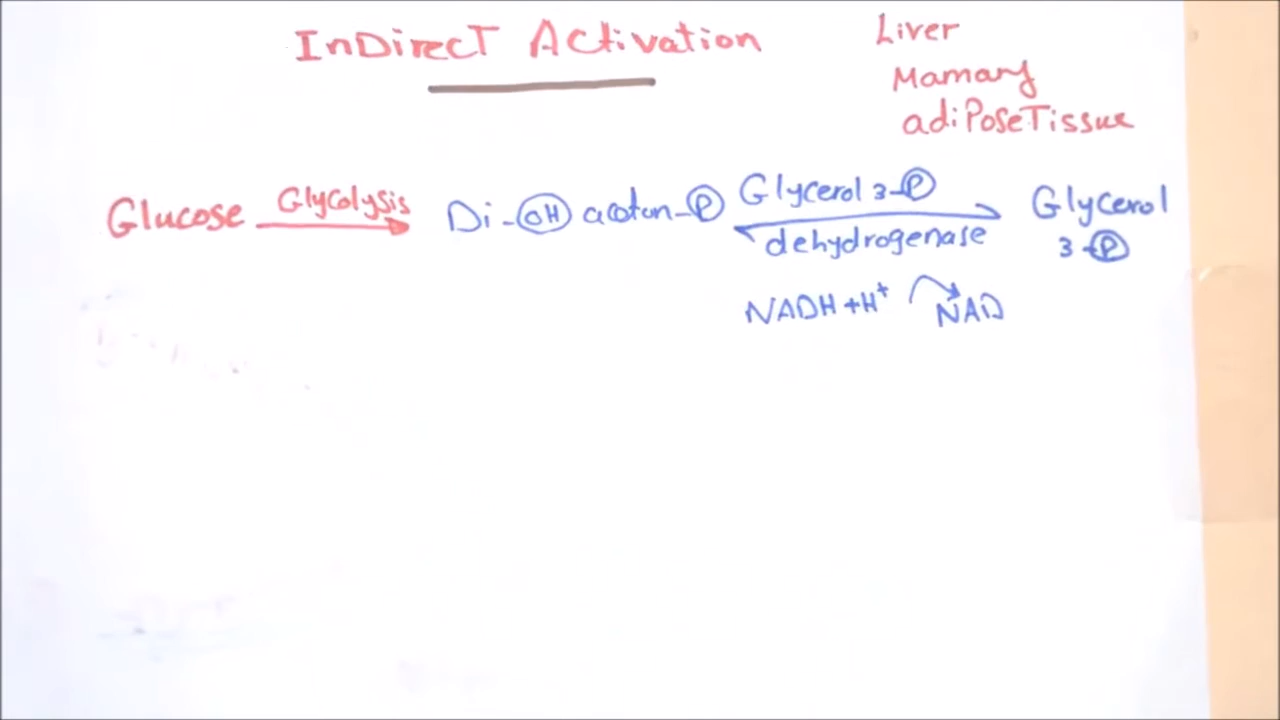 InDirecT Activation
Liver
Mamary
adiPoseTissue
Glucose Glycolysis Di-OH aceton-P Glycerol 3-P Glycerol
dehydrogenase 3-P
NADH+H+ NAD